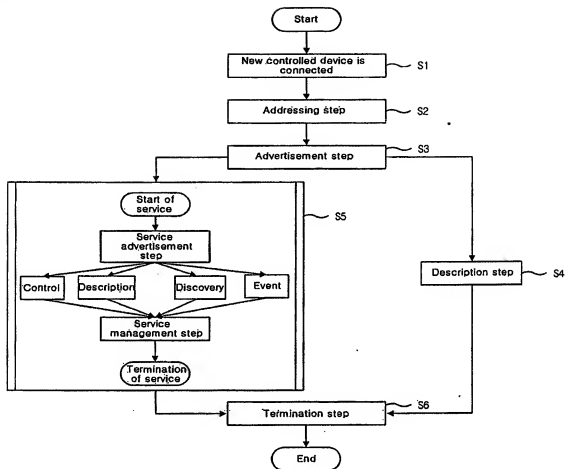 Start
New controlled device is
connected
S1
Addressing step
S2
Advertisement step
S3
Start of
service
S5
Service
advertisement
step
Control
Description
Discovery
Event
Description step
S4
Service
management step
Termination
of service
Termination step
S6
End